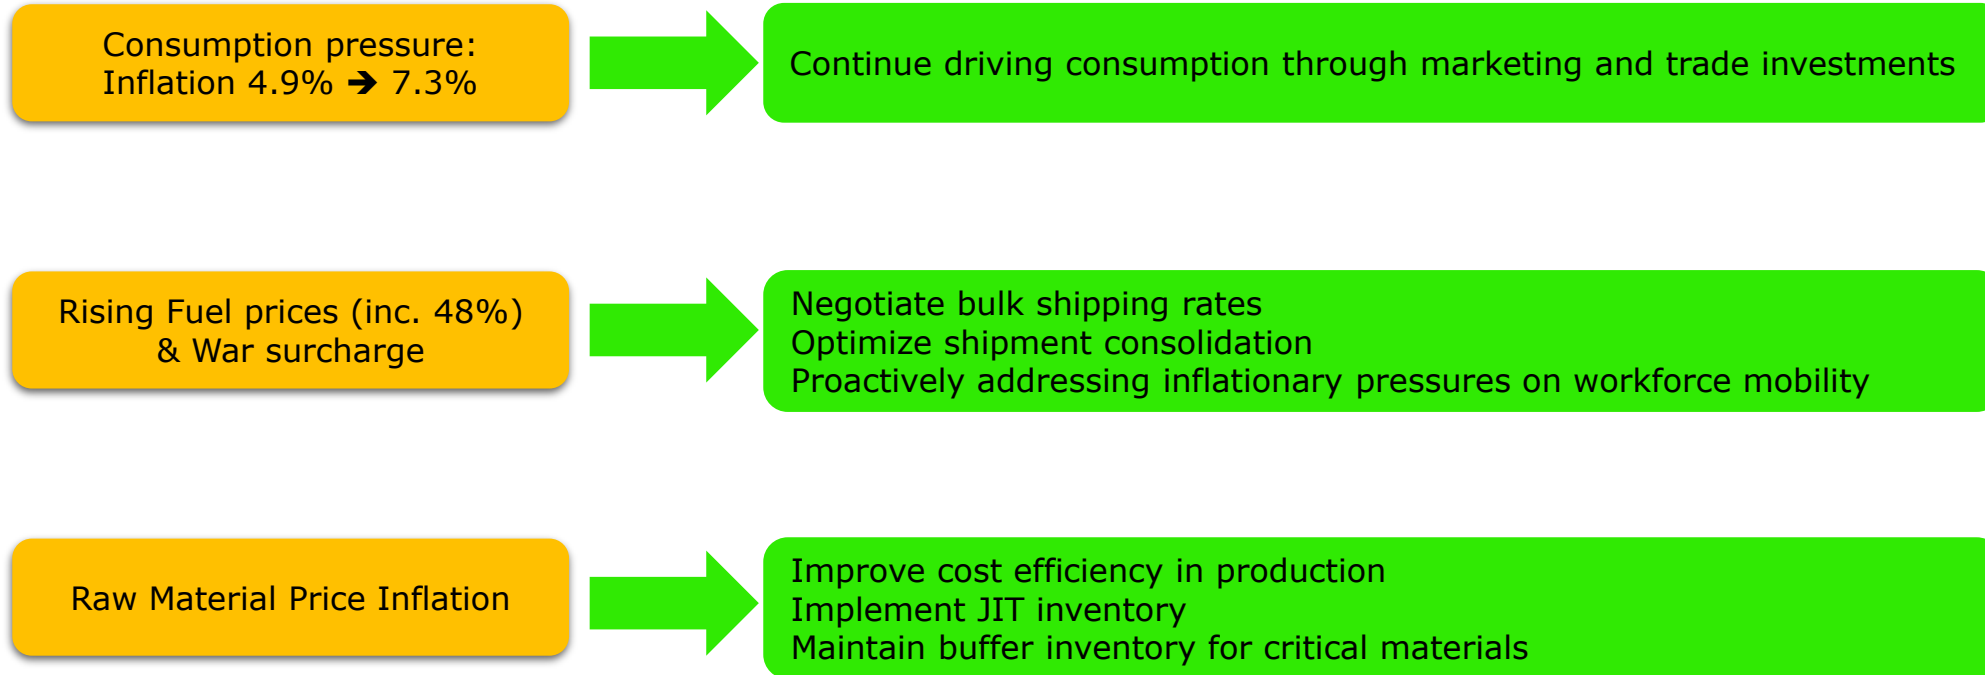 Consumption pressure:
Inflation 4.9% ➔ 7.3%
Continue driving consumption through marketing and trade investments
Rising Fuel prices (inc. 48%)
& War surcharge
Negotiate bulk shipping rates
Optimize shipment consolidation
Proactively addressing inflationary pressures on workforce mobility
Raw Material Price Inflation
Improve cost efficiency in production
Implement JIT inventory
Maintain buffer inventory for critical materials